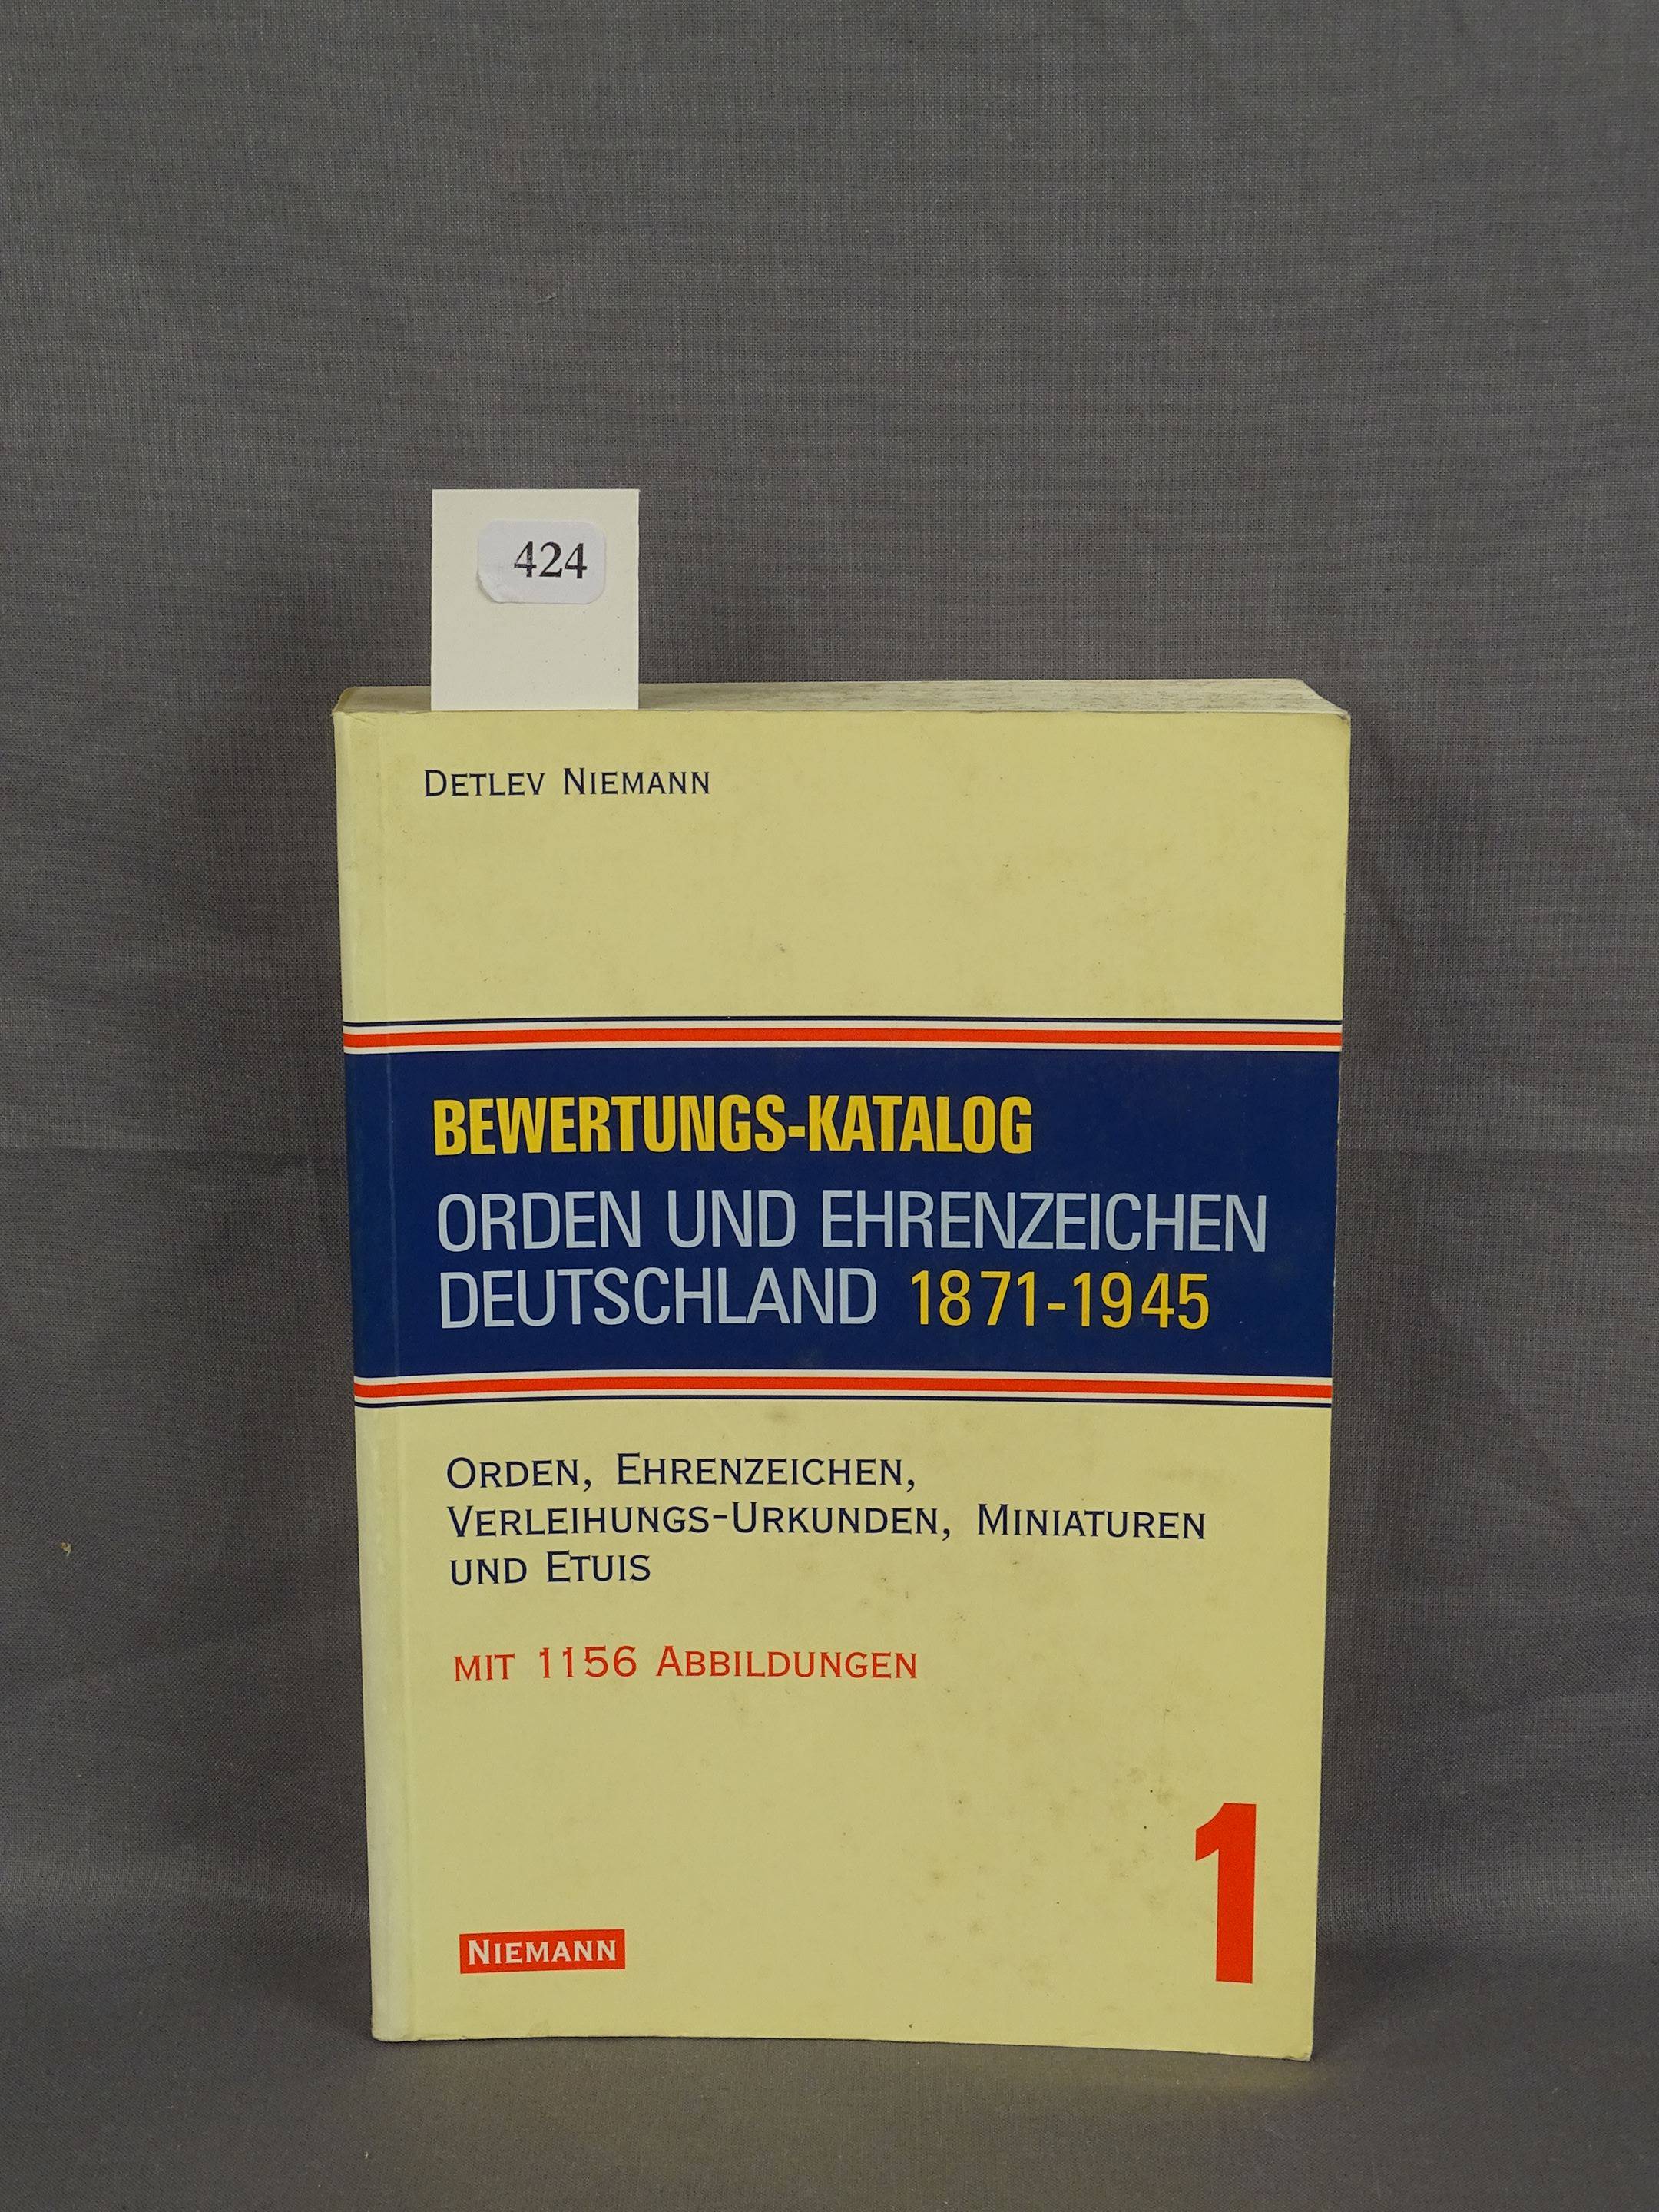 424
DETLEV NIEMANN
BEWERTUNGS-KATALOG
ORDEN UND EHRENZEICHEN
DEUTSCHLAND 1871-1945
ORDEN, EHRENZEICHEN,
VERLEIHUNGS-URKUNDEN, MINIATUREN
UND ETUIS
MIT 1156 ABBILDUNGEN
1
NIEMANN